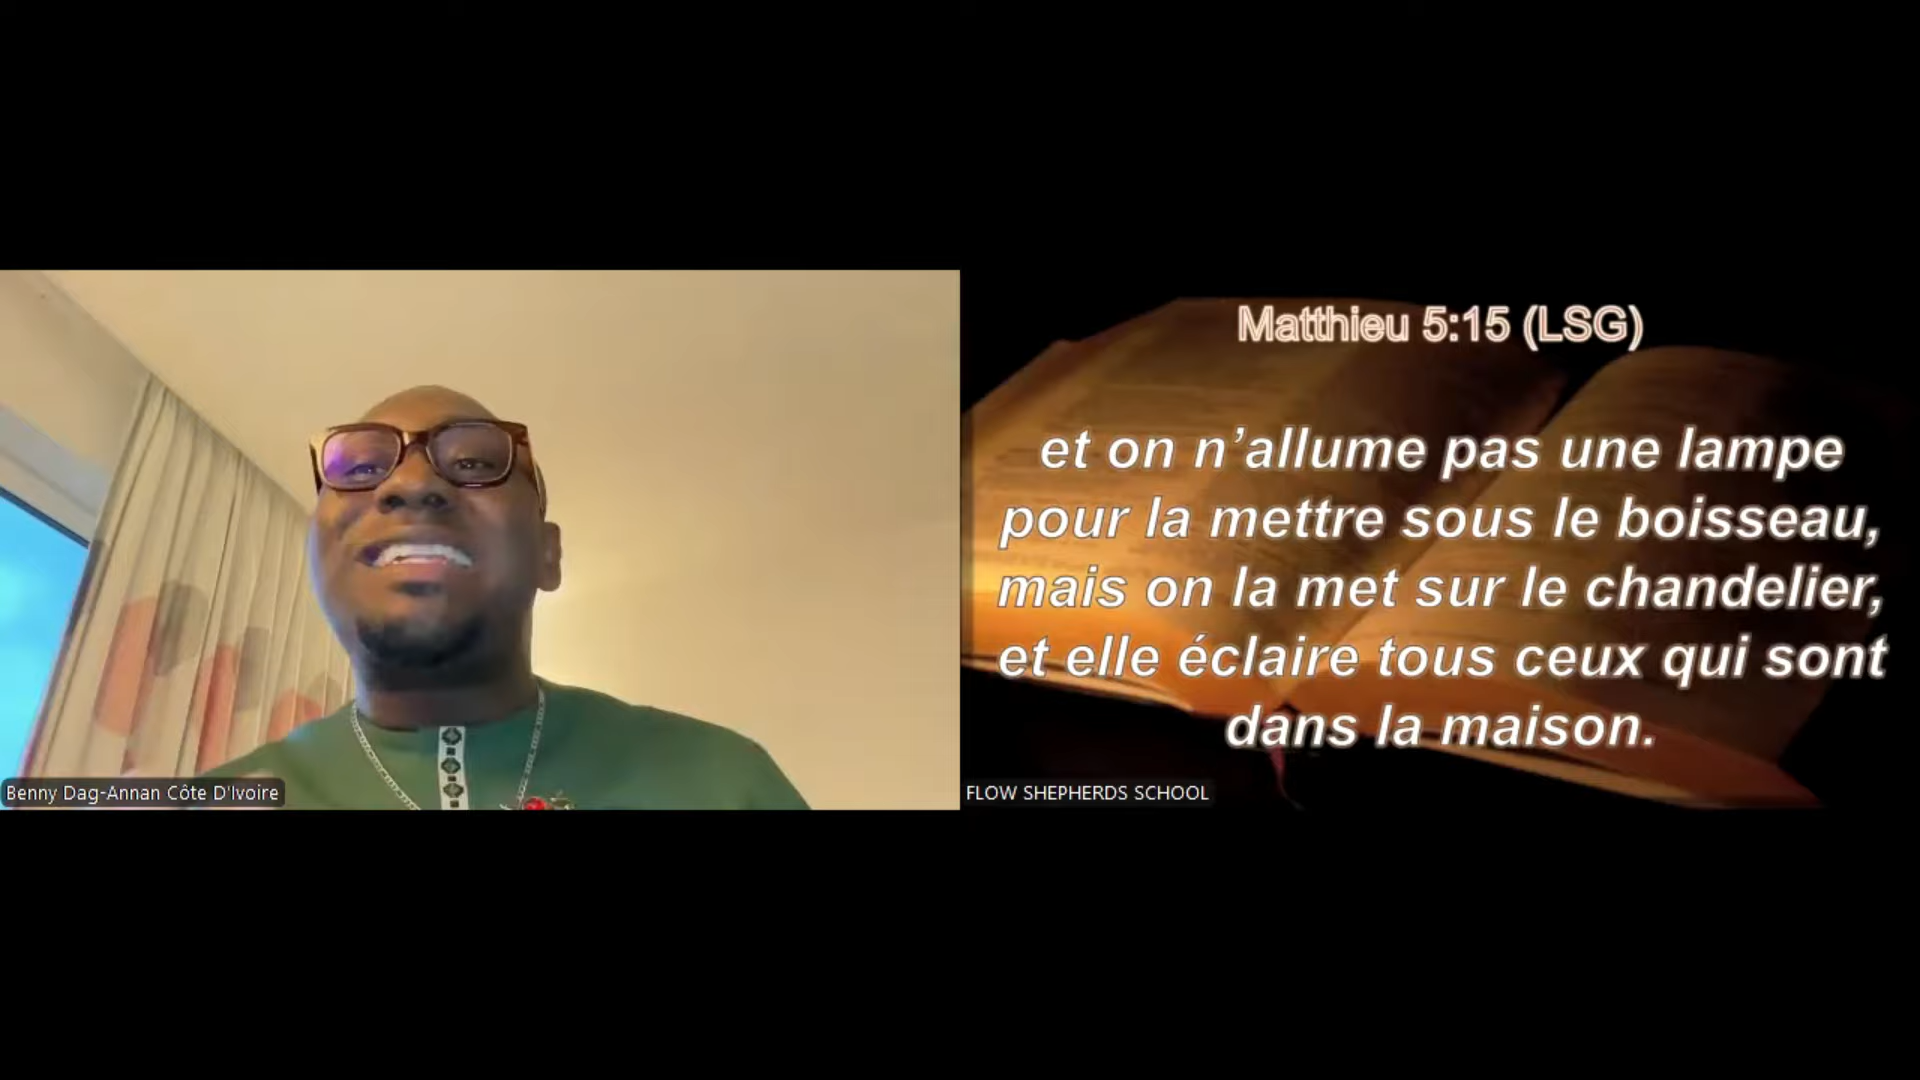 Matthieu 5:15 (LSG)
et on n’allume pas une lampe
pour la mettre sous le boisseau,
mais on la met sur le chandelier,
et elle éclaire tous ceux qui sont
dans la maison.
Benny Dag-Annan Côte D'Ivoire
FLOW SHEPHERDS SCHOOL